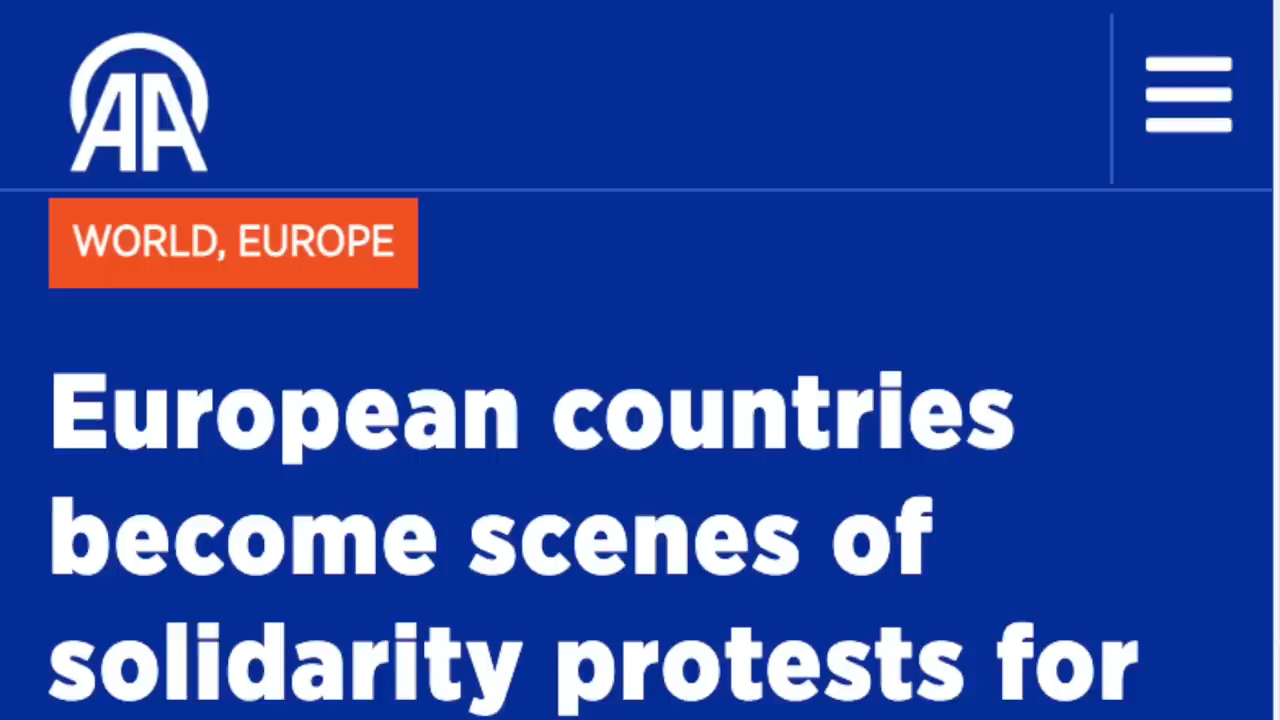 AA
WORLD, EUROPE
European countries
become scenes of
solidarity protests for